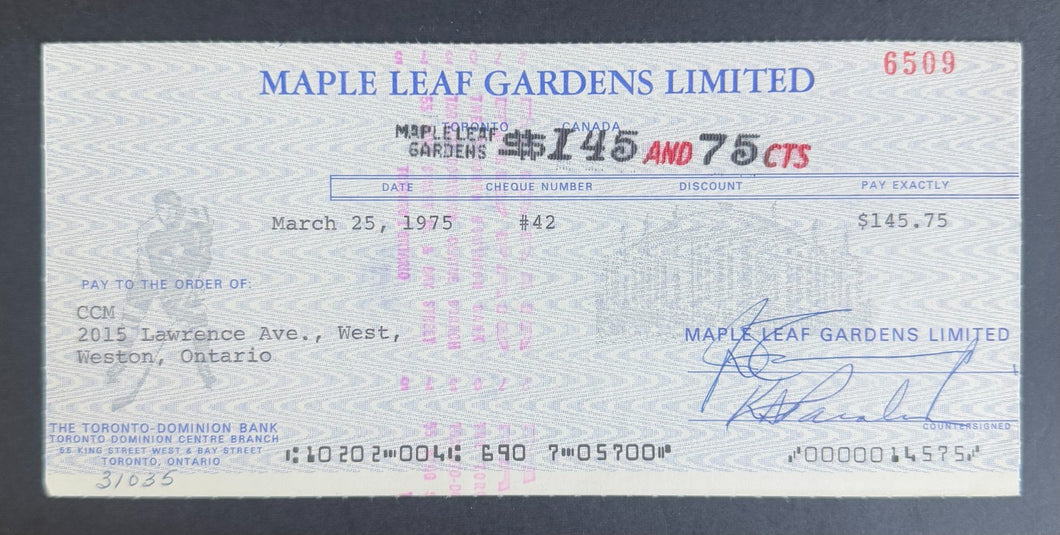 6509
MAPLE LEAF GARDENS LIMITED
TORONTO CANADA
MAPLE LEAF GARDENS $145 AND 75 CTS
DATE CHEQUE NUMBER DISCOUNT PAY EXACTLY
March 25, 1975 #42 $145.75
PAY TO THE ORDER OF:
CCM
2015 Lawrence Ave., West,
Weston, Ontario
MAPLE LEAF GARDENS LIMITED
COUNTERSIGNED
THE TORONTO-DOMINION BANK
TORONTO DOMINION CENTRE BRANCH
55 KING STREET WEST & BAY STREET
TORONTO, ONTARIO
⑆10202⑉004⑆ 690 7⑉05700⑈ ⑇0000014575⑇
31035